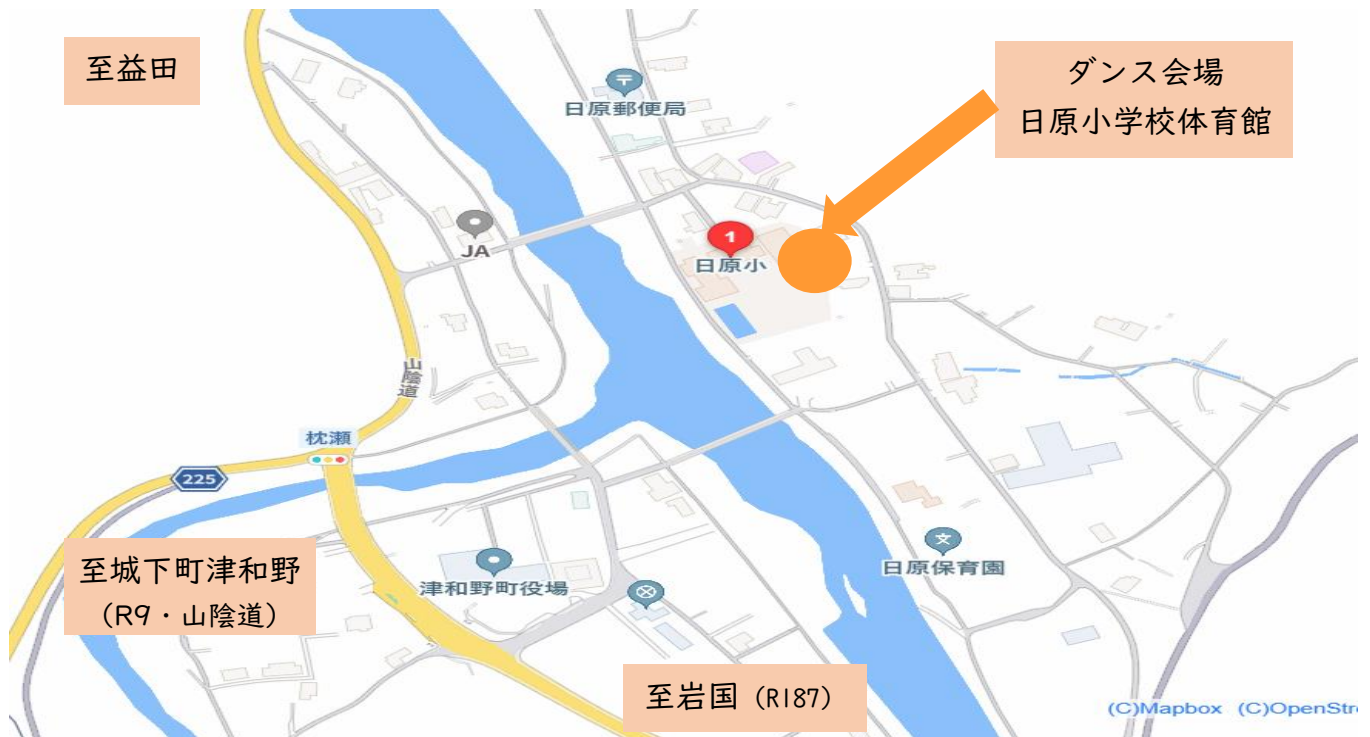 至益田
ダンス会場
日原小学校体育館
〒
日原郵便局
JA
1
日原小
山陰道
枕瀬
225
文
日原保育園
至城下町津和野
(R9・山陰道)
津和野町役場
至岩国 (R187)
(C)Mapbox (C)OpenStre